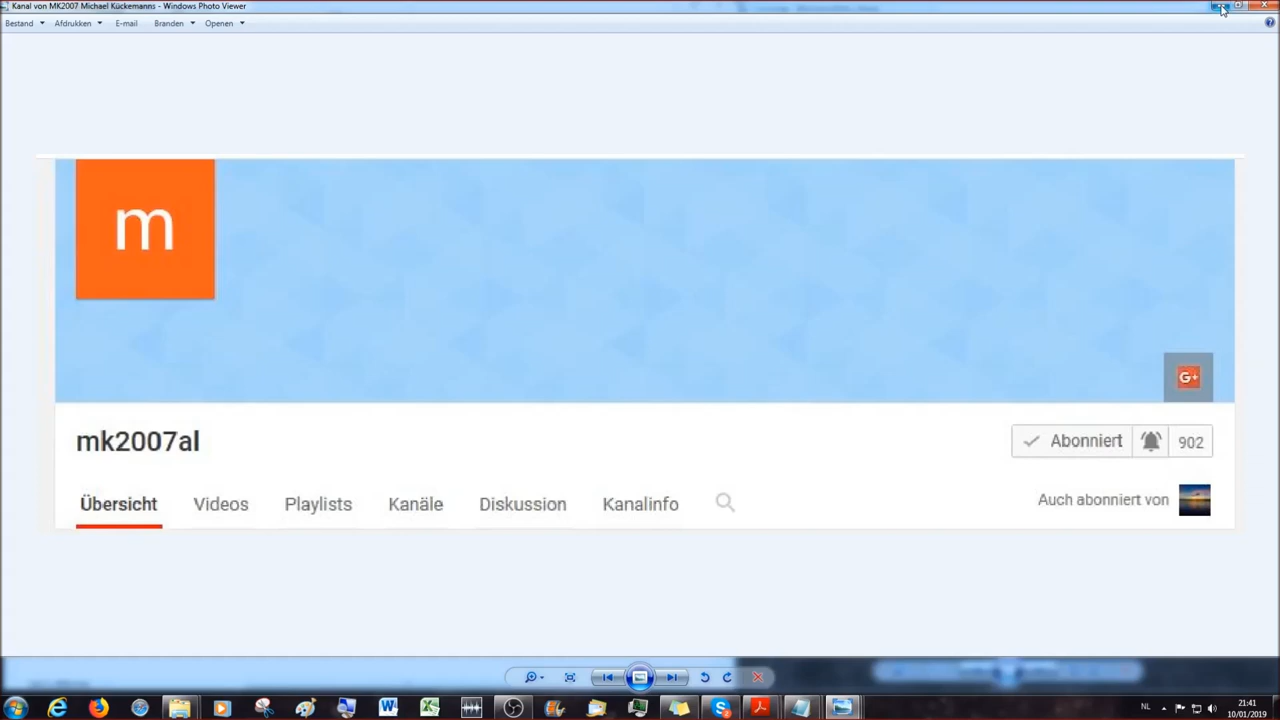 Kanal von MK2007 Michael Kückemanns - Windows Photo Viewer
Bestand Afdrukken E-mail Branden Openen
m
G+
mk2007al
Abonniert 902
Übersicht Videos Playlists Kanäle Diskussion Kanalinfo
Auch abonniert von
NL
21:41
10/01/2019